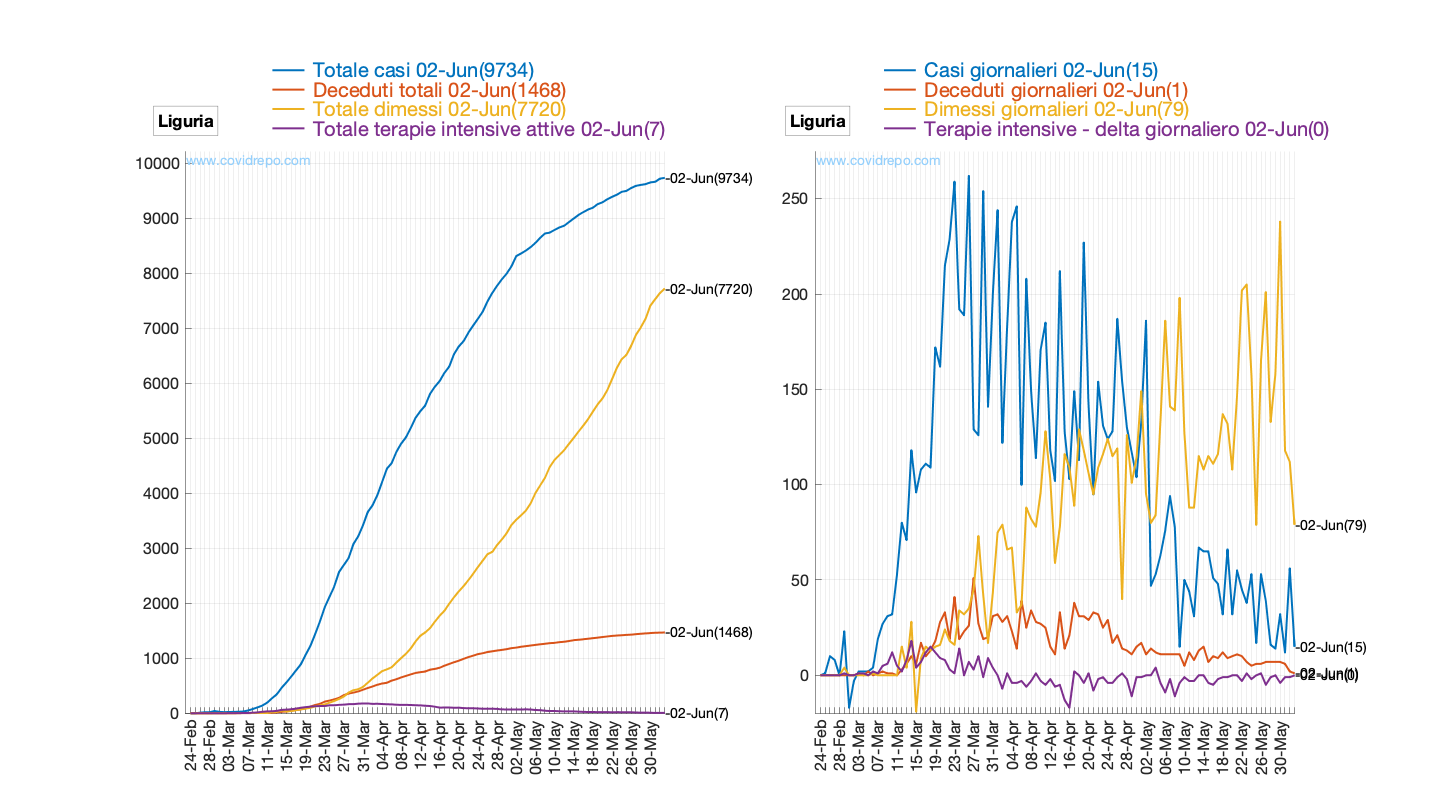 Totale casi 02-Jun(9734)
Deceduti totali 02-Jun(1468)
Totale dimessi 02-Jun(7720)
Totale terapie intensive attive 02-Jun(7)
Liguria
www.covidrepo.com
10000
9000
8000
7000
6000
5000
4000
3000
2000
1000
0
-02-Jun(9734)
-02-Jun(7720)
-02-Jun(1468)
-02-Jun(7)
24-Feb
28-Feb
03-Mar
07-Mar
11-Mar
15-Mar
19-Mar
23-Mar
27-Mar
31-Mar
04-Apr
08-Apr
12-Apr
16-Apr
20-Apr
24-Apr
28-Apr
02-May
06-May
10-May
14-May
18-May
22-May
26-May
30-May
Casi giornalieri 02-Jun(15)
Deceduti giornalieri 02-Jun(1)
Dimessi giornalieri 02-Jun(79)
Terapie intensive - delta giornaliero 02-Jun(0)
Liguria
www.covidrepo.com
250
200
150
100
50
0
-02-Jun(79)
-02-Jun(15)
-02-Jun(1)
-02-Jun(0)
24-Feb
28-Feb
03-Mar
07-Mar
11-Mar
15-Mar
19-Mar
23-Mar
27-Mar
31-Mar
04-Apr
08-Apr
12-Apr
16-Apr
20-Apr
24-Apr
28-Apr
02-May
06-May
10-May
14-May
18-May
22-May
26-May
30-May